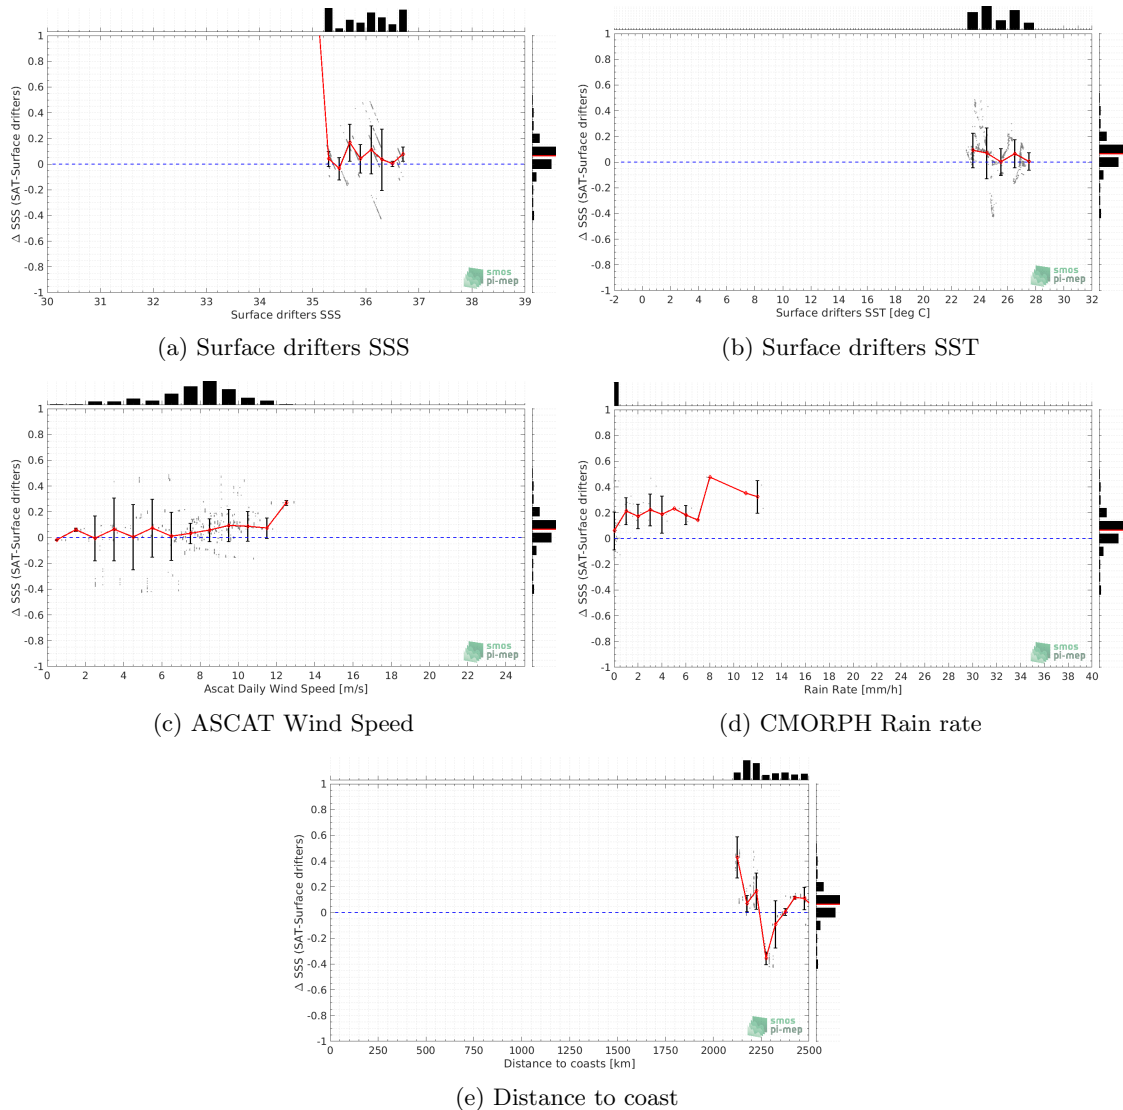 1
0.8
0.6
0.4
0.2
0
-0.2
-0.4
-0.6
-0.8
-1
Δ SSS (SAT-Surface drifters)
30 31 32 33 34 35 36 37 38 39
Surface drifters SSS
smos
pi-mep
(a) Surface drifters SSS
1
0.8
0.6
0.4
0.2
0
-0.2
-0.4
-0.6
-0.8
-1
Δ SSS (SAT-Surface drifters)
-2 0 2 4 6 8 10 12 14 16 18 20 22 24 26 28 30 32
Surface drifters SST [deg C]
smos
pi-mep
(b) Surface drifters SST
1
0.8
0.6
0.4
0.2
0
-0.2
-0.4
-0.6
-0.8
-1
Δ SSS (SAT-Surface drifters)
0 2 4 6 8 10 12 14 16 18 20 22 24
Ascat Daily Wind Speed [m/s]
smos
pi-mep
(c) ASCAT Wind Speed
1
0.8
0.6
0.4
0.2
0
-0.2
-0.4
-0.6
-0.8
-1
Δ SSS (SAT-Surface drifters)
0 2 4 6 8 10 12 14 16 18 20 22 24 26 28 30 32 34 36 38 40
Rain Rate [mm/h]
smos
pi-mep
(d) CMORPH Rain rate
1
0.8
0.6
0.4
0.2
0
-0.2
-0.4
-0.6
-0.8
-1
Δ SSS (SAT-Surface drifters)
0 250 500 750 1000 1250 1500 1750 2000 2250 2500
Distance to coasts [km]
smos
pi-mep
(e) Distance to coast